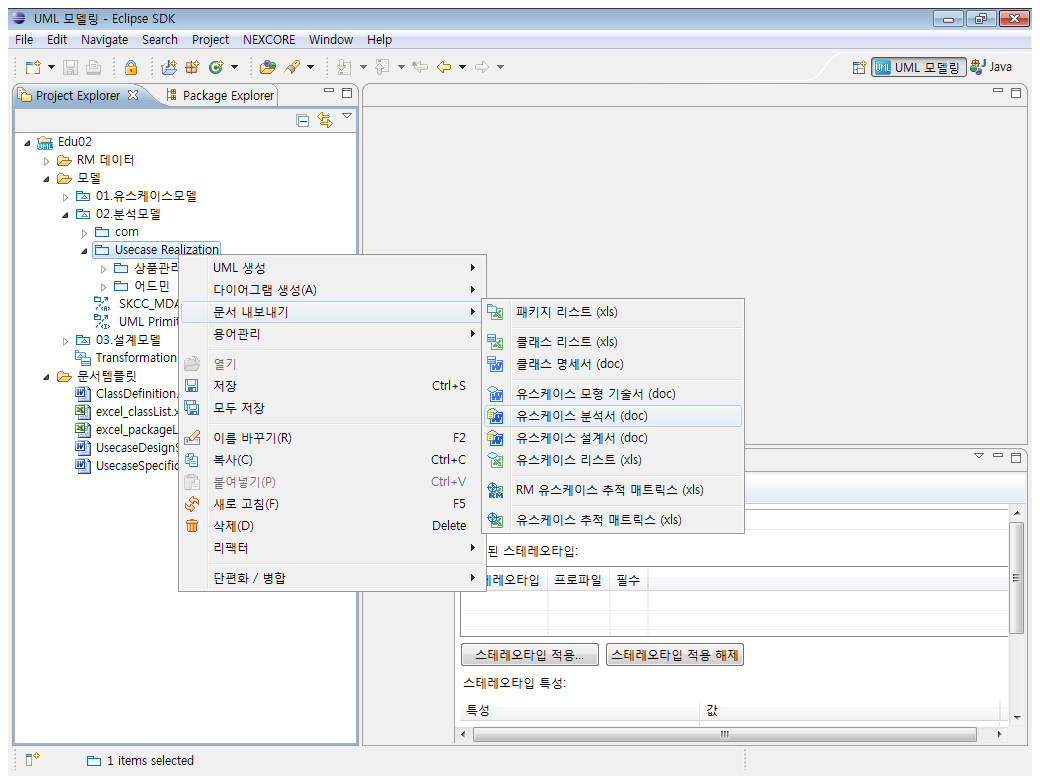 UML 모델링 - Eclipse SDK
File Edit Navigate Search Project NEXCORE Window Help
UML 모델링 Java
Project Explorer Package Explorer
Edu02
RM 데이터
모델
01.유스케이스모델
02.분석모델
com
Usecase Realization
상품관리
어드민
SKCC_MDA
UML Primit
03.설계모델
Transformation
문서템플릿
ClassDefinition.
excel_classList.x
excel_packageL
UsecaseDesignS
UsecaseSpecific
UML 생성
다이어그램 생성(A)
문서 내보내기
용어관리
열기
저장 Ctrl+S
모두 저장
이름 바꾸기(R) F2
복사(C) Ctrl+C
붙여넣기(P) Ctrl+V
새로 고침(F) F5
삭제(D) Delete
리팩터
단편화 / 병합
패키지 리스트 (xls)
클래스 리스트 (xls)
클래스 명세서 (doc)
유스케이스 모형 기술서 (doc)
유스케이스 분석서 (doc)
유스케이스 설계서 (doc)
유스케이스 리스트 (xls)
RM 유스케이스 추적 매트릭스 (xls)
유스케이스 추적 매트릭스 (xls)
된 스테레오타입:
테레오타입 프로파일 필수
스테레오타입 적용... 스테레오타입 적용 해제
스테레오타입 특성:
특성 값
1 items selected